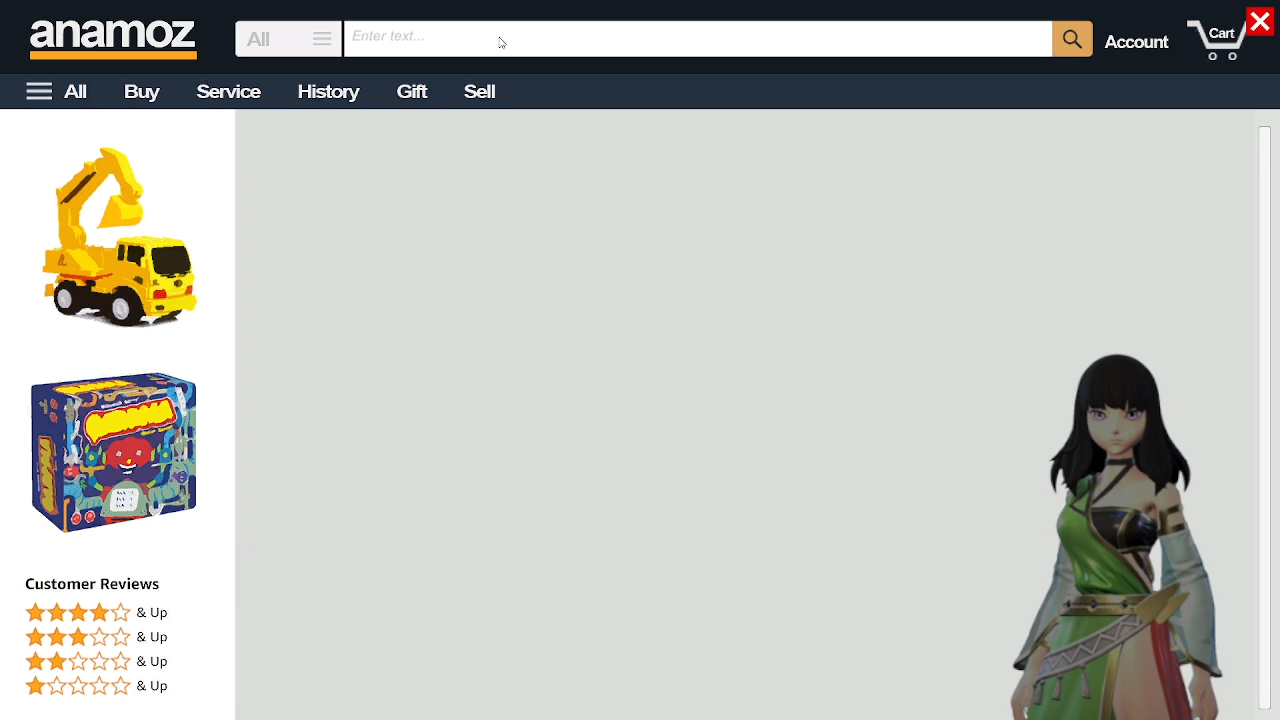 anamoz
All
Enter text...
Account
Cart
All
Buy
Service
History
Gift
Sell
Customer Reviews
& Up
& Up
& Up
& Up